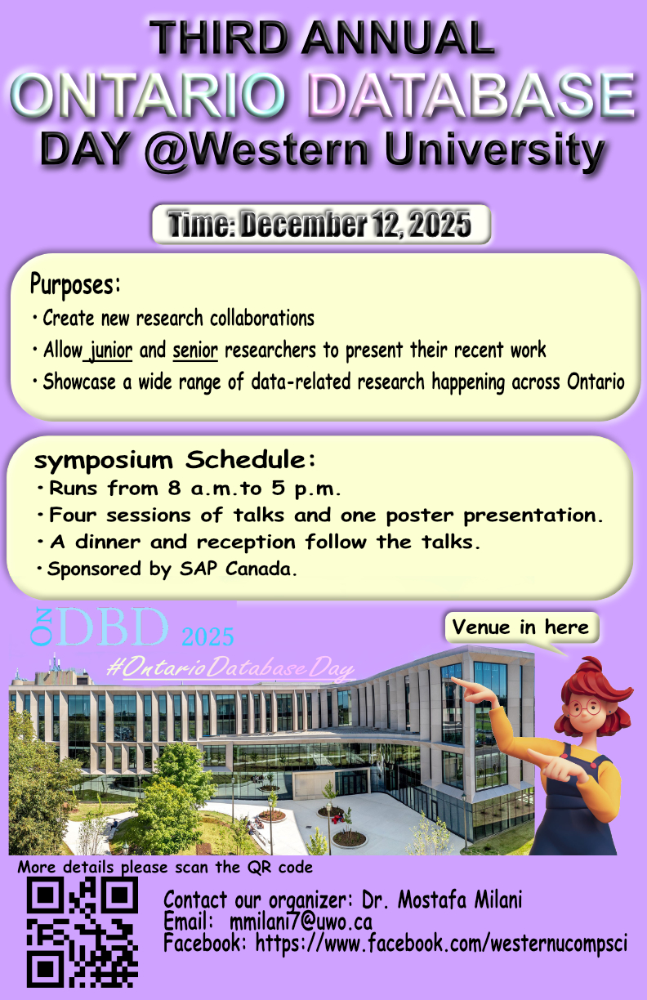 THIRD ANNUAL
ONTARIO DATABASE
DAY @Western University
Time: December 12, 2025
Purposes:
• Create new research collaborations
• Allow junior and senior researchers to present their recent work
• Showcase a wide range of data-related research happening across Ontario
symposium Schedule:
• Runs from 8 a.m.to 5 p.m.
• Four sessions of talks and one poster presentation.
• A dinner and reception follow the talks.
• Sponsored by SAP Canada.
ON DBD 2025
Venue in here
#OntarioDatabaseDay
More details please scan the QR code
Contact our organizer: Dr. Mostafa Milani
Email: mmilani7@uwo.ca
Facebook: https://www.facebook.com/westernucompsci